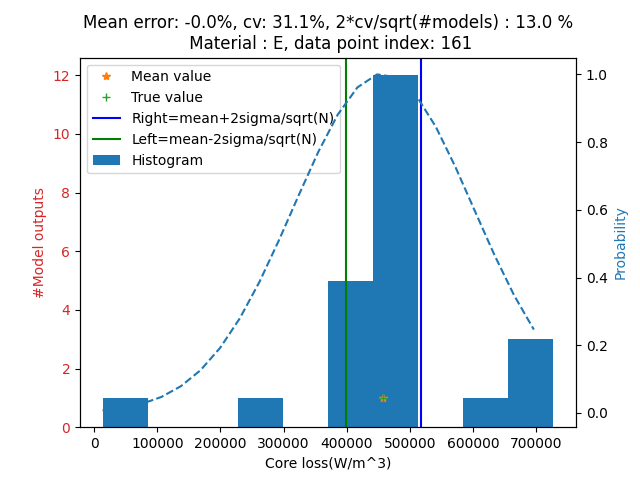 Mean error: -0.0%, cv: 31.1%, 2*cv/sqrt(#models) : 13.0 %
Material : E, data point index: 161
Mean value
True value
Right=mean+2sigma/sqrt(N)
Left=mean-2sigma/sqrt(N)
Histogram
#Model outputs
12
10
8
6
4
2
0
Probability
1.0
0.8
0.6
0.4
0.2
0.0
0 100000 200000 300000 400000 500000 600000 700000
Core loss(W/m^3)